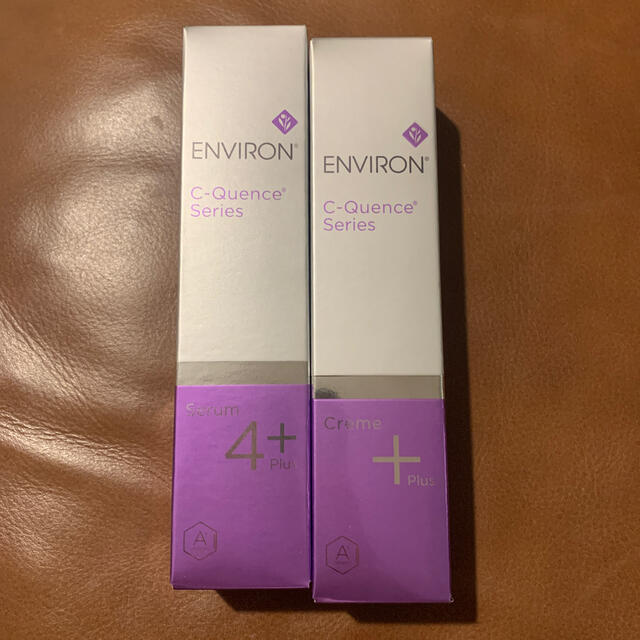 ENVIRON®
C-Quence®
Series
Serum
4+
Plus
A
ENVIRON®
C-Quence®
Series
Creme
+
Plus
A